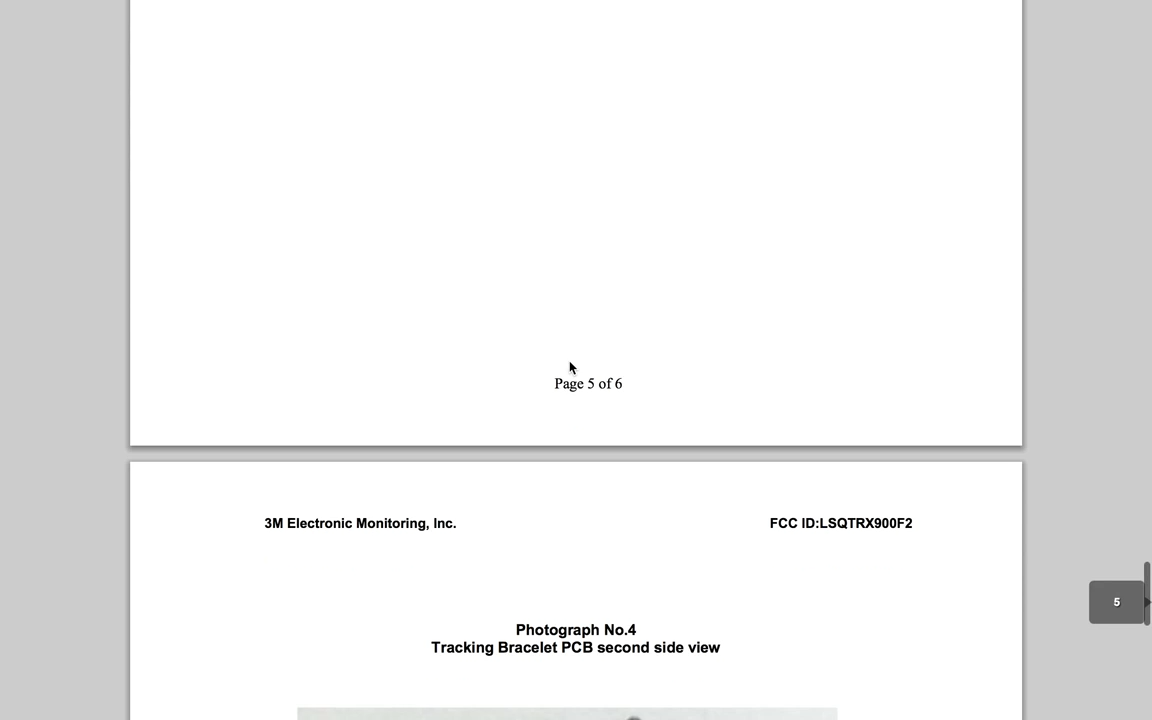 Page 5 of 6
3M Electronic Monitoring, Inc. FCC ID:LSQTRX900F2
5
Photograph No.4
Tracking Bracelet PCB second side view